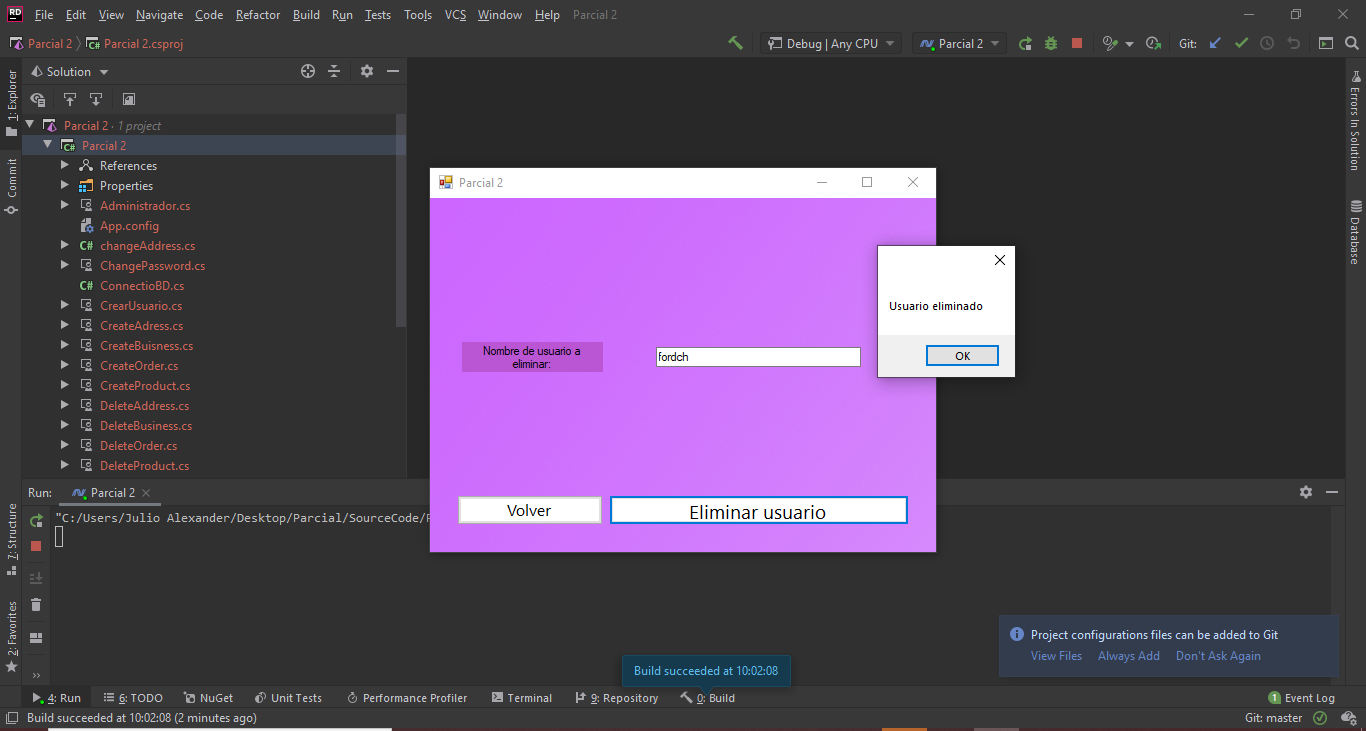 RD File Edit View Navigate Code Refactor Build Run Tests Tools VCS Window Help Parcial 2
Parcial 2 Parcial 2.csproj Debug | Any CPU Parcial 2 Git:
Solution
1: Explorer
Commit
7: Structure
2: Favorites
Parcial 2 · 1 project
Parcial 2
References
Properties
Administrador.cs
App.config
changeAddress.cs
ChangePassword.cs
C# ConnectioBD.cs
CrearUsuario.cs
CreateAdress.cs
CreateBuisness.cs
CreateOrder.cs
CreateProduct.cs
DeleteAddress.cs
DeleteBusiness.cs
DeleteOrder.cs
DeleteProduct.cs
Parcial 2
Nombre de usuario a
eliminar:
fordch
Volver
Eliminar usuario
Usuario eliminado
OK
Errors In Solution
Database
Run: Parcial 2
"C:/Users/Julio Alexander/Desktop/Parcial/SourceCode/
Project configurations files can be added to Git
View Files Always Add Don't Ask Again
Build succeeded at 10:02:08
4: Run 6: TODO NuGet Unit Tests Performance Profiler Terminal 9: Repository 0: Build 1 Event Log
Build succeeded at 10:02:08 (2 minutes ago) Git: master